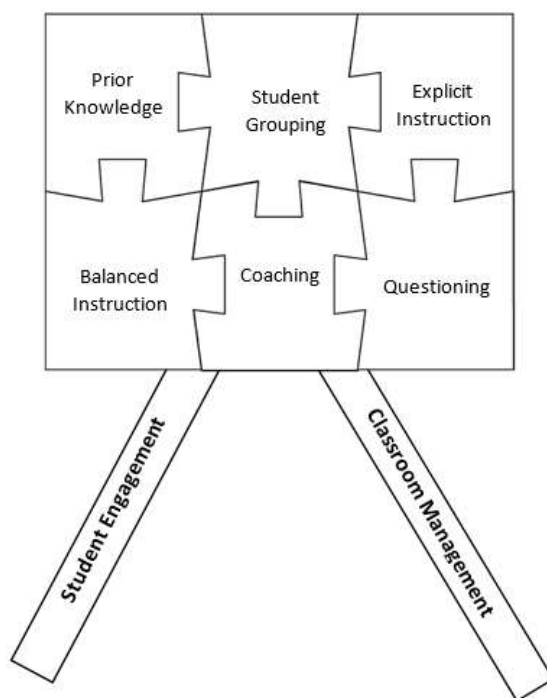 Prior
Knowledge
Student
Grouping
Explicit
Instruction
Balanced
Instruction
Coaching
Questioning
Student Engagement
Classroom Management